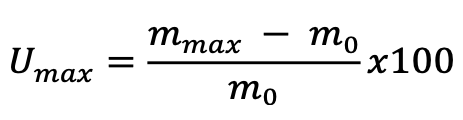 U_max = (m_max − m_0) / m_0 x100